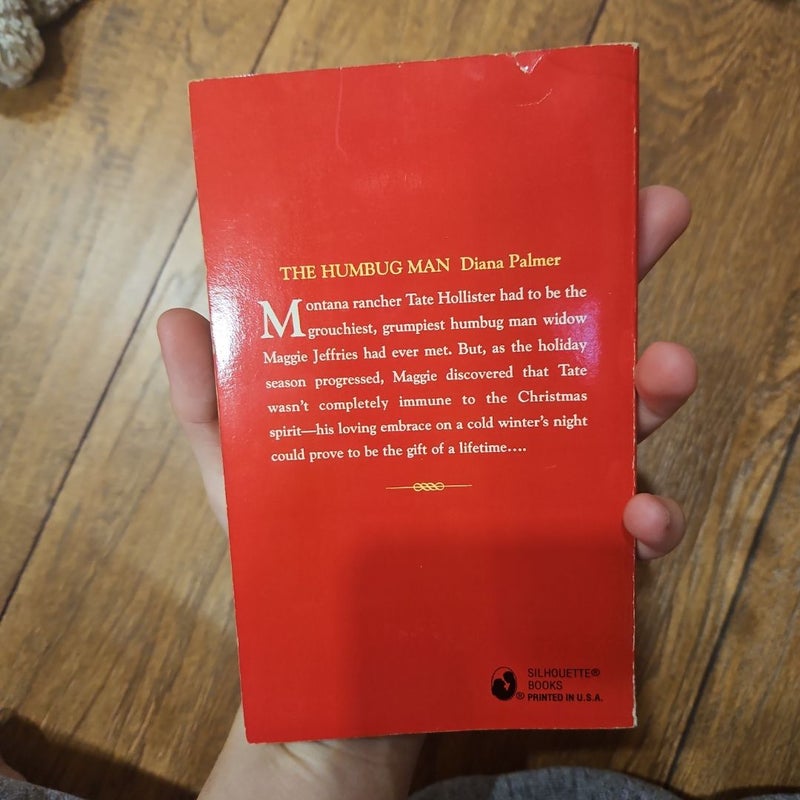 THE HUMBUG MAN Diana Palmer
Montana rancher Tate Hollister had to be the
grouchiest, grumpiest humbug man widow
Maggie Jeffries had ever met. But, as the holiday
season progressed, Maggie discovered that Tate
wasn't completely immune to the Christmas
spirit—his loving embrace on a cold winter's night
could prove to be the gift of a lifetime....
SILHOUETTE®
BOOKS
® PRINTED IN U.S.A.